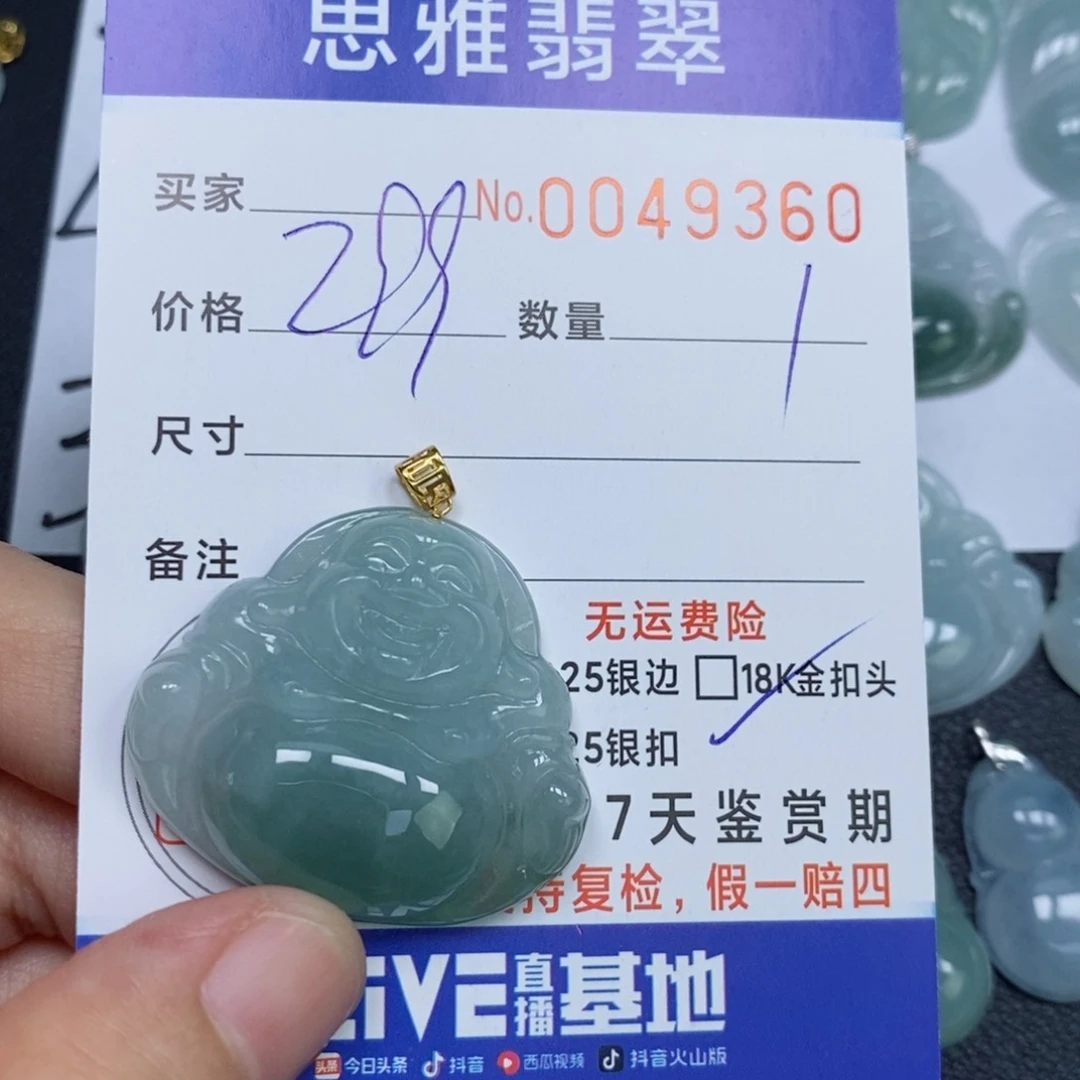 思雅翡翠
买家 No.0049360
价格 299 数量 1
尺寸
备注
无运费险
25银边 □18K金扣头
.5银扣
7天鉴赏期
持复检，假一赔四
LiVE直播基地
头条 今日头条 抖音 西瓜视频 抖音火山版